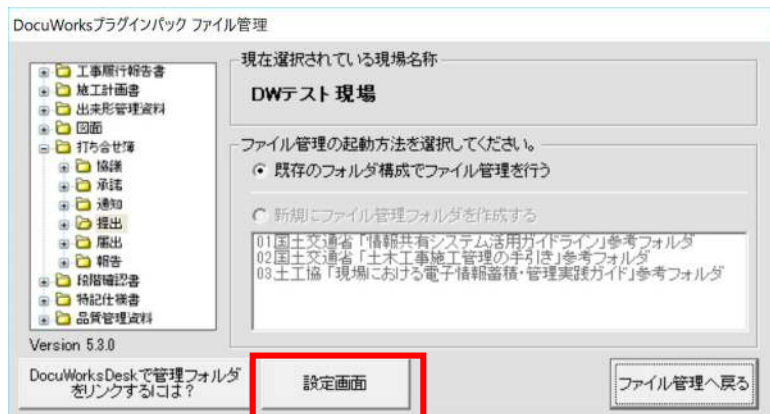 DocuWorksプラグインパック ファイル管理
工事履行報告書
施工計画書
出来形管理資料
図面
打ち合せ簿
協議
承諾
通知
提出
届出
報告
段階確認書
特記仕様書
品質管理資料
Version 5.3.0
現在選択されている現場名称
DWテスト現場
ファイル管理の起動方法を選択してください。
既存のフォルダ構成でファイル管理を行う
新規にファイル管理フォルダを作成する
01国土交通省「情報共有システム活用ガイドライン」参考フォルダ
02国土交通省「土木工事施工管理の手引き」参考フォルダ
03土工協「現場における電子情報蓄積・管理実践ガイド」参考フォルダ
DocuWorksDeskで管理フォルダ
をリンクするには？
設定画面
ファイル管理へ戻る